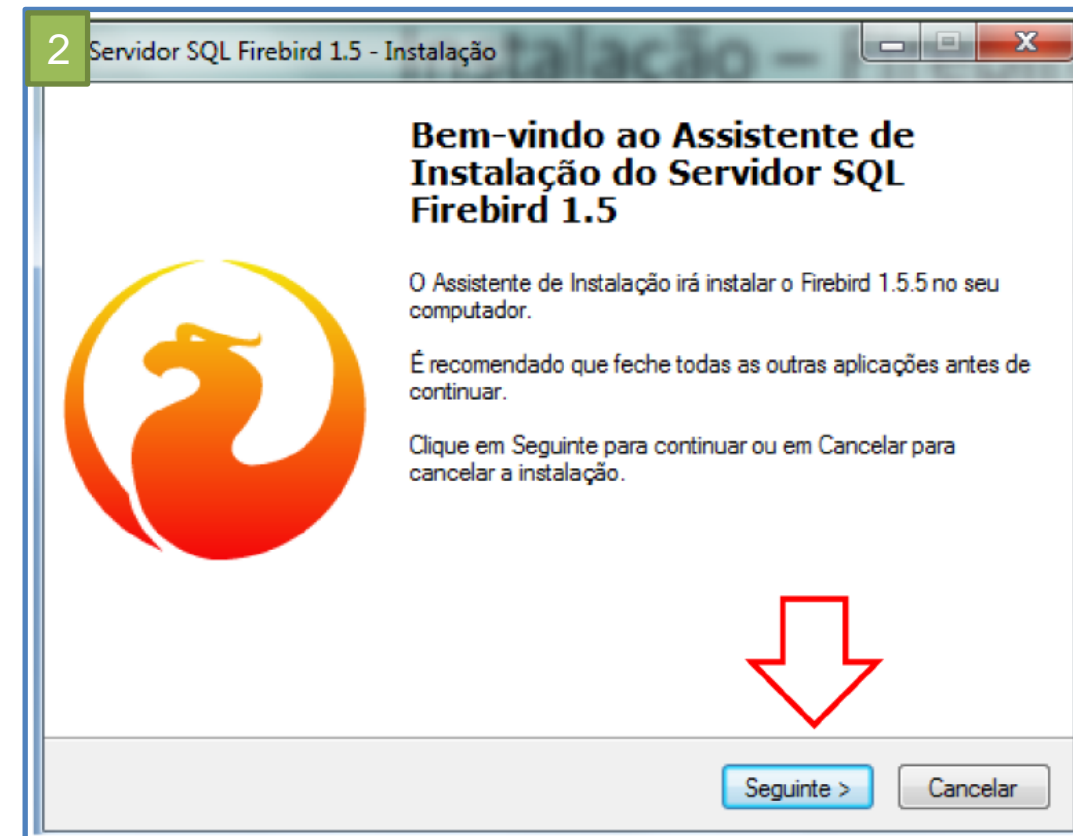 2
Servidor SQL Firebird 1.5 - Instalação
Instalação – Firebir
X
Bem-vindo ao Assistente de
Instalação do Servidor SQL
Firebird 1.5
O Assistente de Instalação irá instalar o Firebird 1.5.5 no seu
computador.
É recomendado que feche todas as outras aplicações antes de
continuar.
Clique em Seguinte para continuar ou em Cancelar para
cancelar a instalação.
Seguinte >
Cancelar